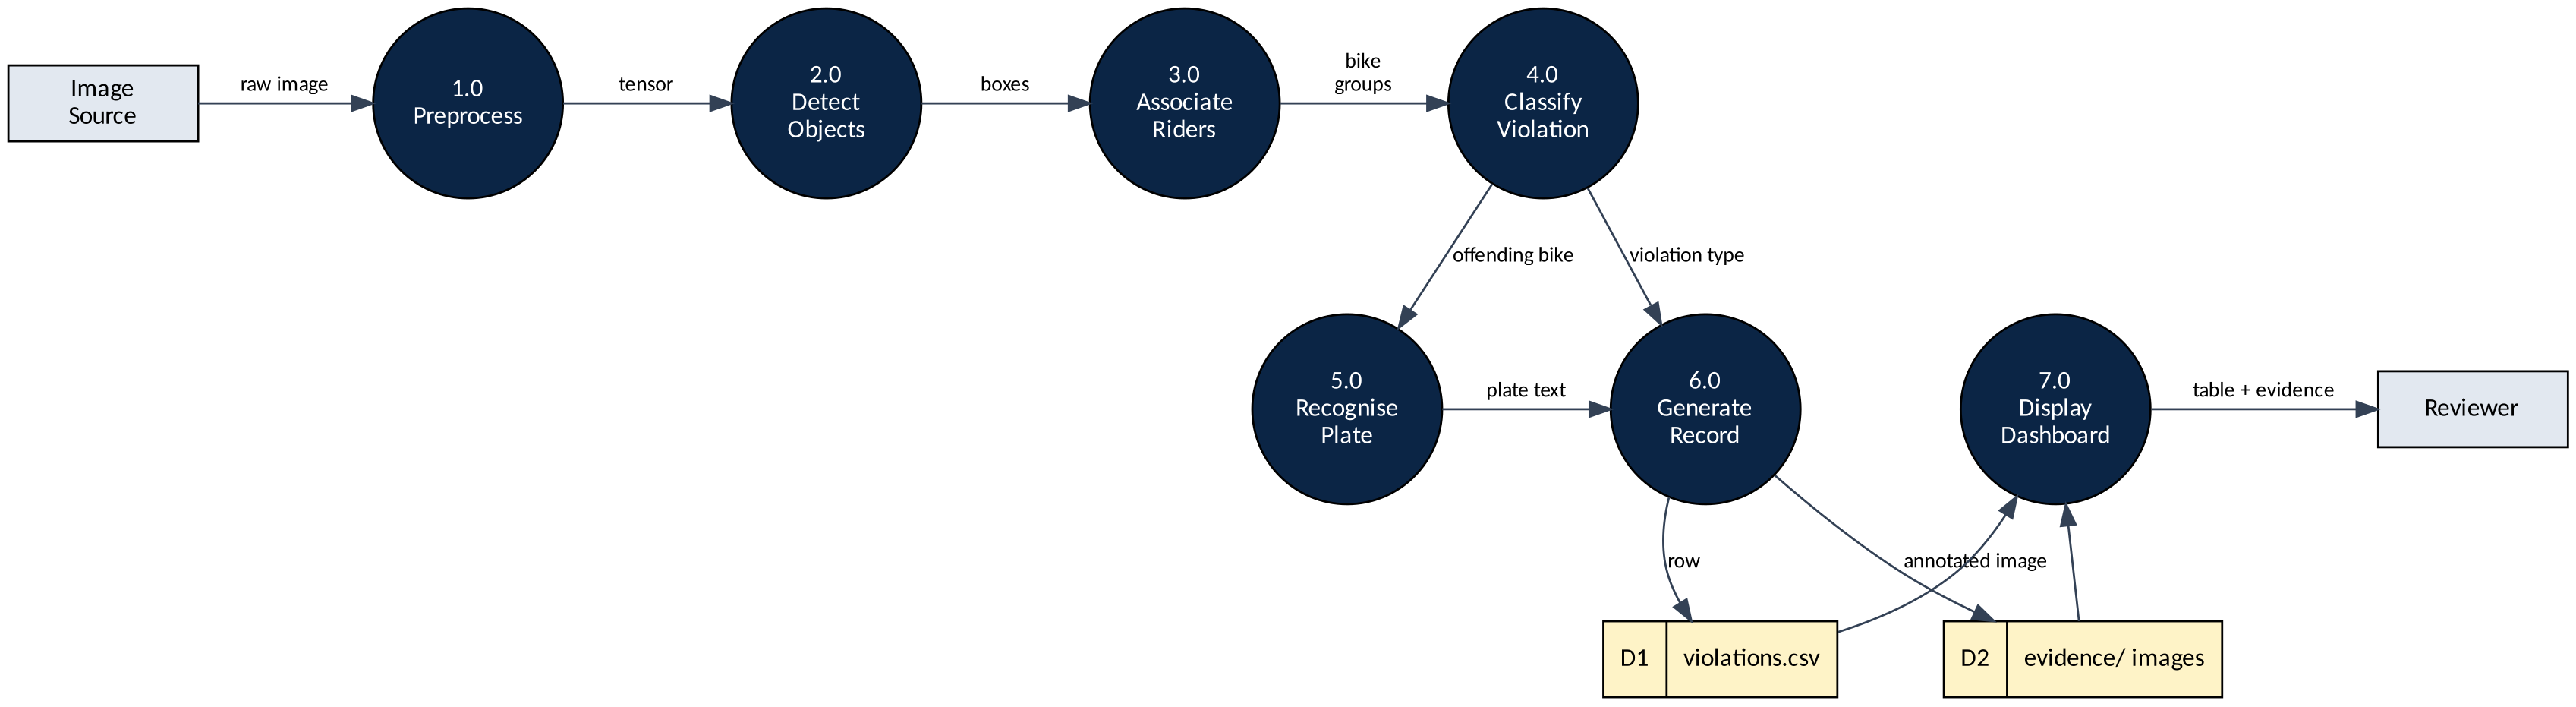 Image
Source
raw image
1.0
Preprocess
tensor
2.0
Detect
Objects
boxes
3.0
Associate
Riders
bike
groups
4.0
Classify
Violation
offending bike
violation type
5.0
Recognise
Plate
plate text
6.0
Generate
Record
7.0
Display
Dashboard
table + evidence
Reviewer
row
annotated image
D1
violations.csv
D2
evidence/ images